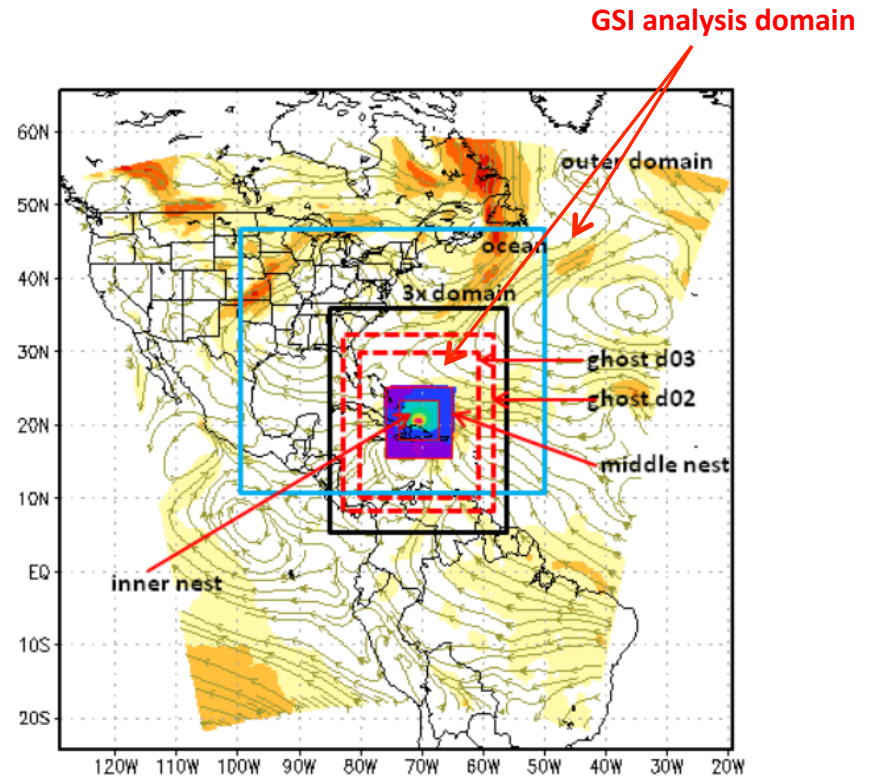 GSI analysis domain
60N
outer domain
50N
ocean
40N
3x domain
30N
ghost d03
ghost d02
20N
middle nest
10N
EQ
inner nest
10S
20S
120W 110W 100W 90W 80W 70W 60W 50W 40W 30W 20W